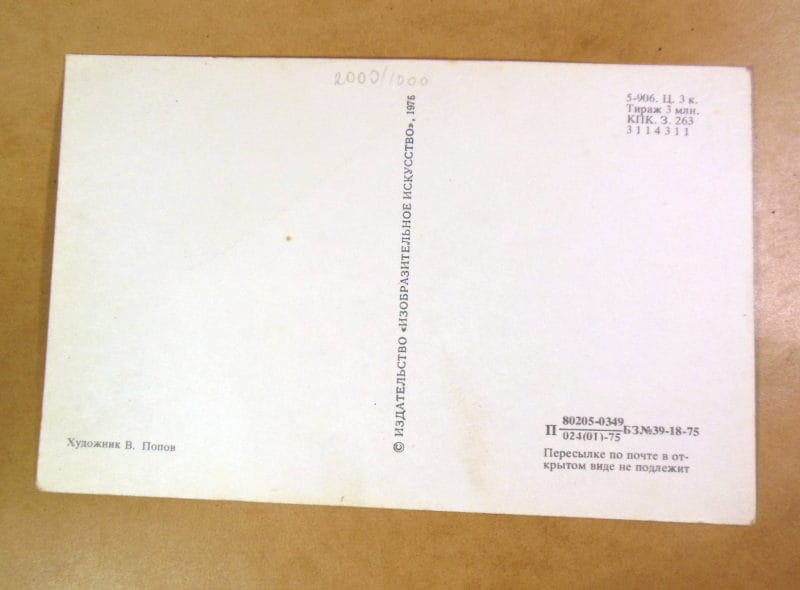 2000/1000
5-906. Ц. 3 к.
Тираж 3 млн.
КПК. З. 263
3114311
© ИЗДАТЕЛЬСТВО «ИЗОБРАЗИТЕЛЬНОЕ ИСКУССТВО», 1976
Художник В. Попов
80205-0349
П БЗ№39-18-75
024(01)-75
Пересылке по почте в от-
крытом виде не подлежит